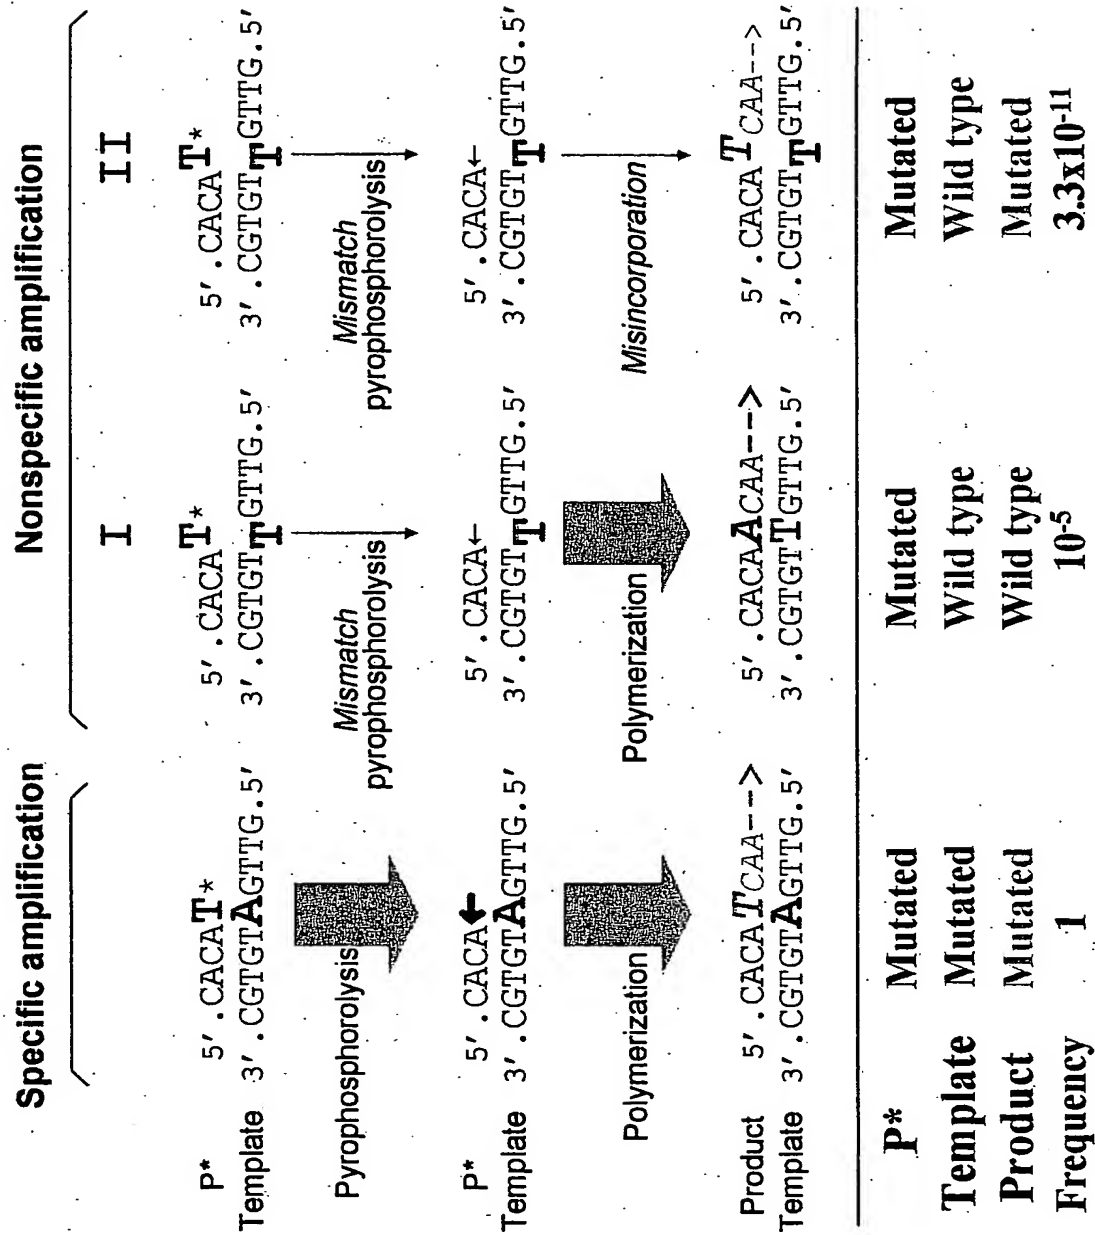 Specific amplification
Nonspecific amplification
I
II
P* 5'.CACAT* 5'.CACAT* 5'.CACAT*
Template 3'.CGTGTAGTTG.5' 3'.CGTGTTGTTG.5' 3'.CGTGTTGTTG.5'
Pyrophosphorolysis
Mismatch
pyrophosphorolysis
Mismatch
pyrophosphorolysis
P* 5'.CACA← 5'.CACA← 5'.CACA←
Template 3'.CGTGTAGTTG.5' 3'.CGTGTTGTTG.5' 3'.CGTGTTGTTG.5'
Polymerization
Polymerization
Misincorporation
Product 5'.CACATCAA--> 5'.CACAACAA--> 5'.CACATCAA-->
Template 3'.CGTGTAGTTG.5' 3'.CGTGTTGTTG.5' 3'.CGTGTTGTTG.5'
P* Mutated Mutated Mutated
Template Mutated Wild type Wild type
Product Mutated Wild type Mutated
Frequency 1 10⁻⁵ 3.3x10⁻¹¹